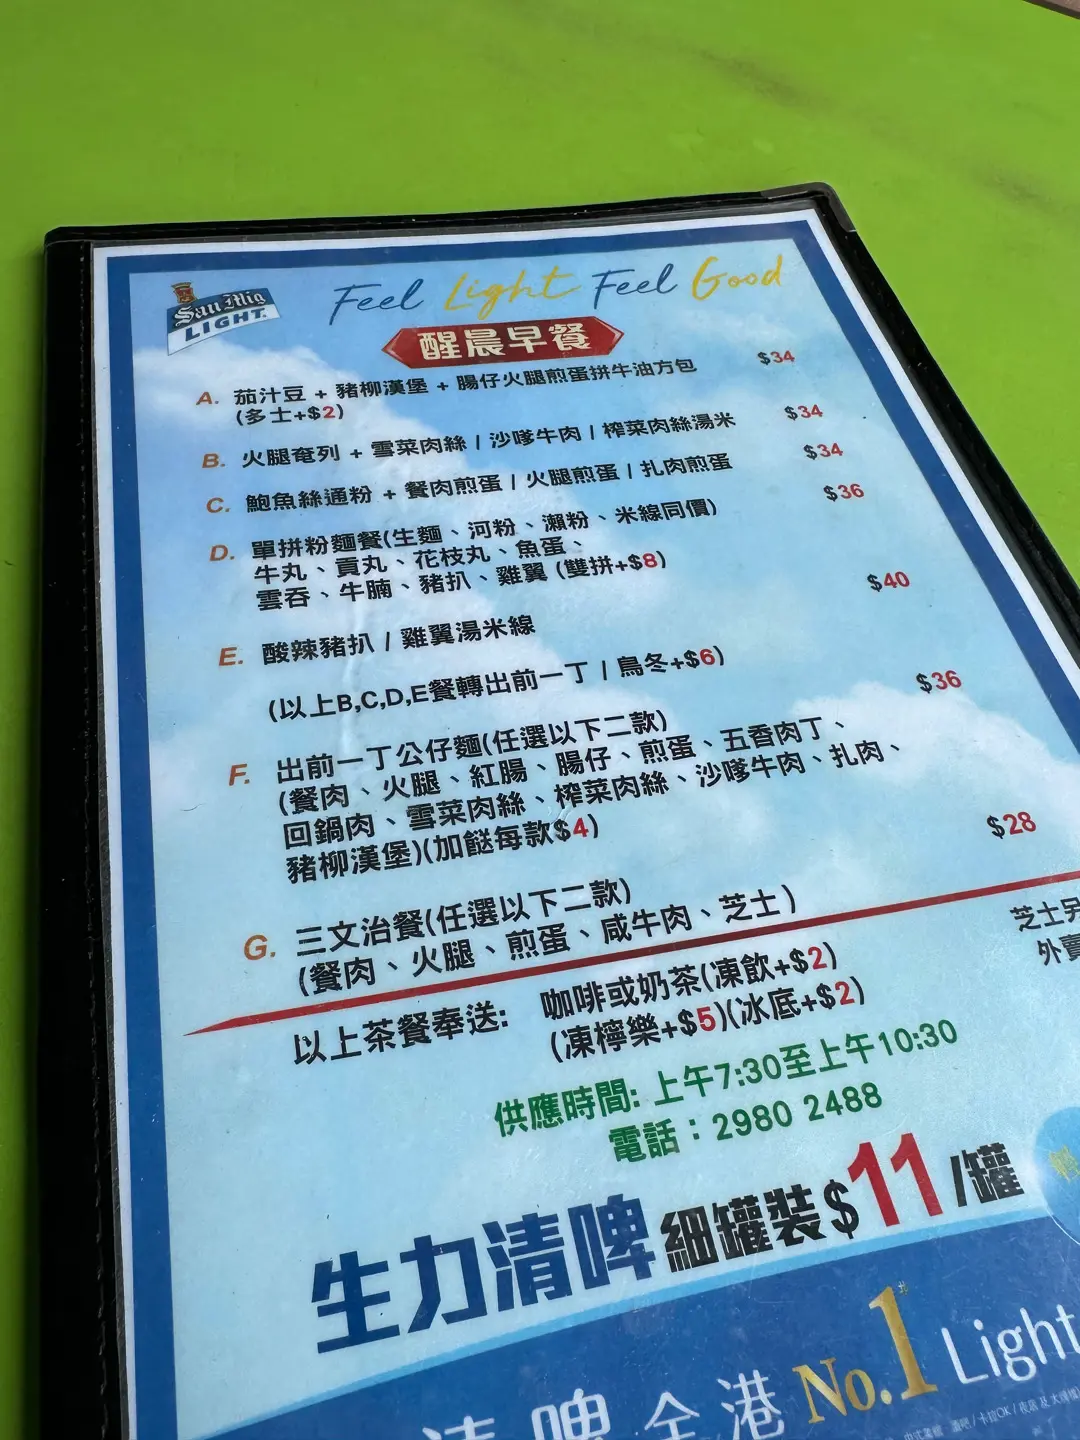 San Mig
LIGHT
Feel Light Feel Good
醒晨早餐
A. 茄汁豆 + 豬柳漢堡 + 腸仔火腿煎蛋拼牛油方包 $34
(多士+$2)
B. 火腿奄列 + 雪菜肉絲 / 沙嗲牛肉 / 榨菜肉絲湯米 $34
C. 鮑魚絲通粉 + 餐肉煎蛋 / 火腿煎蛋 / 扎肉煎蛋 $34
D. 單拼粉麵餐(生麵、河粉、瀨粉、米線同價) $36
牛丸、貢丸、花枝丸、魚蛋、
雲吞、牛腩、豬扒、雞翼 (雙拼+$8)
E. 酸辣豬扒 / 雞翼湯米線 $40
(以上B,C,D,E餐轉出前一丁 / 烏冬+$6)
F. 出前一丁公仔麵(任選以下二款) $36
(餐肉、火腿、紅腸、腸仔、煎蛋、五香肉丁、
回鍋肉、雪菜肉絲、榨菜肉絲、沙嗲牛肉、扎肉、
豬柳漢堡)(加餸每款$4)
G. 三文治餐(任選以下二款) $28
(餐肉、火腿、煎蛋、咸牛肉、芝士)
芝士另
外賣
以上茶餐奉送: 咖啡或奶茶(凍飲+$2)
(凍檸樂+$5)(冰底+$2)
供應時間: 上午7:30至上午10:30
電話：2980 2488
生力清啤 細罐裝 $11/罐
清啤全港 No.1 Light